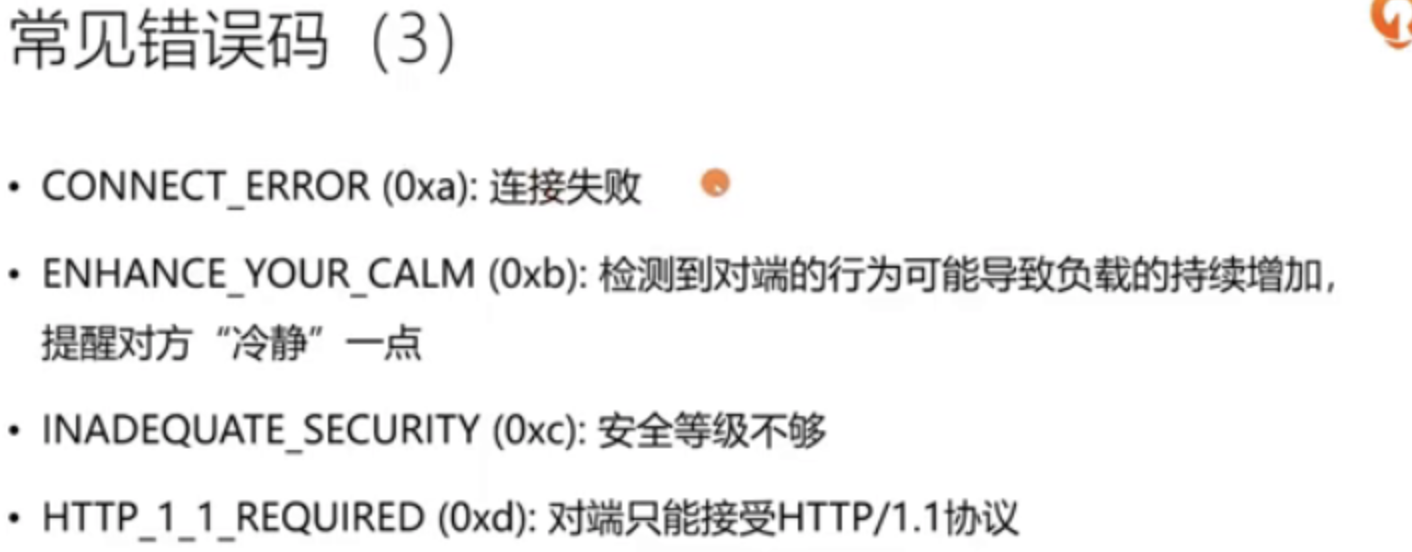 常见错误码（3）
• CONNECT_ERROR (0xa): 连接失败
• ENHANCE_YOUR_CALM (0xb): 检测到对端的行为可能导致负载的持续增加，
提醒对方“冷静”一点
• INADEQUATE_SECURITY (0xc): 安全等级不够
• HTTP_1_1_REQUIRED (0xd): 对端只能接受HTTP/1.1协议